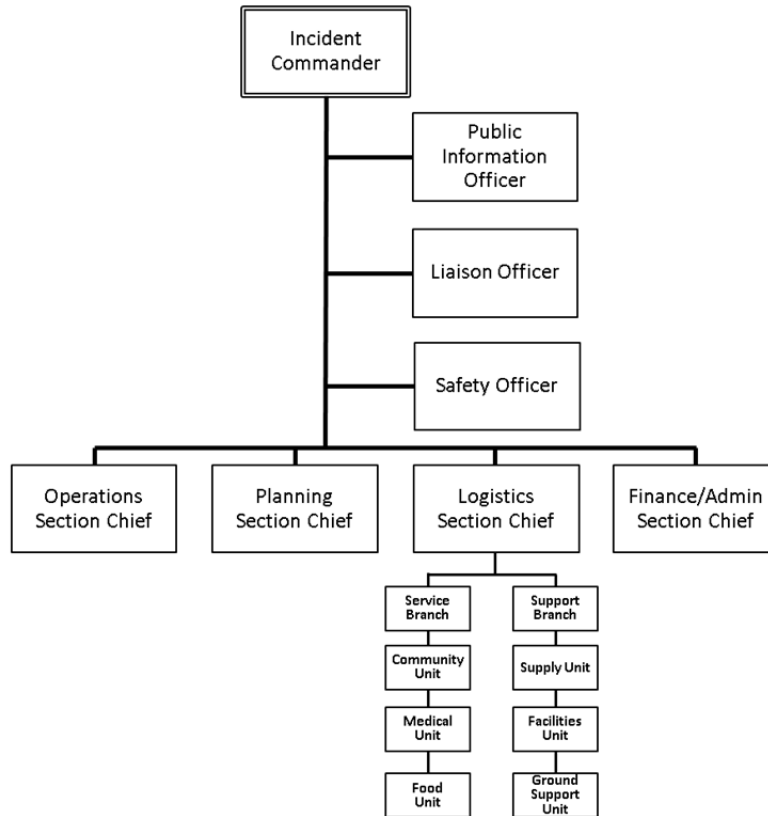 Incident
Commander
Public
Information
Officer
Liaison Officer
Safety Officer
Operations
Section Chief
Planning
Section Chief
Logistics
Section Chief
Finance/Admin
Section Chief
Service
Branch
Support
Branch
Community
Unit
Supply Unit
Medical
Unit
Facilities
Unit
Food
Unit
Ground
Support
Unit